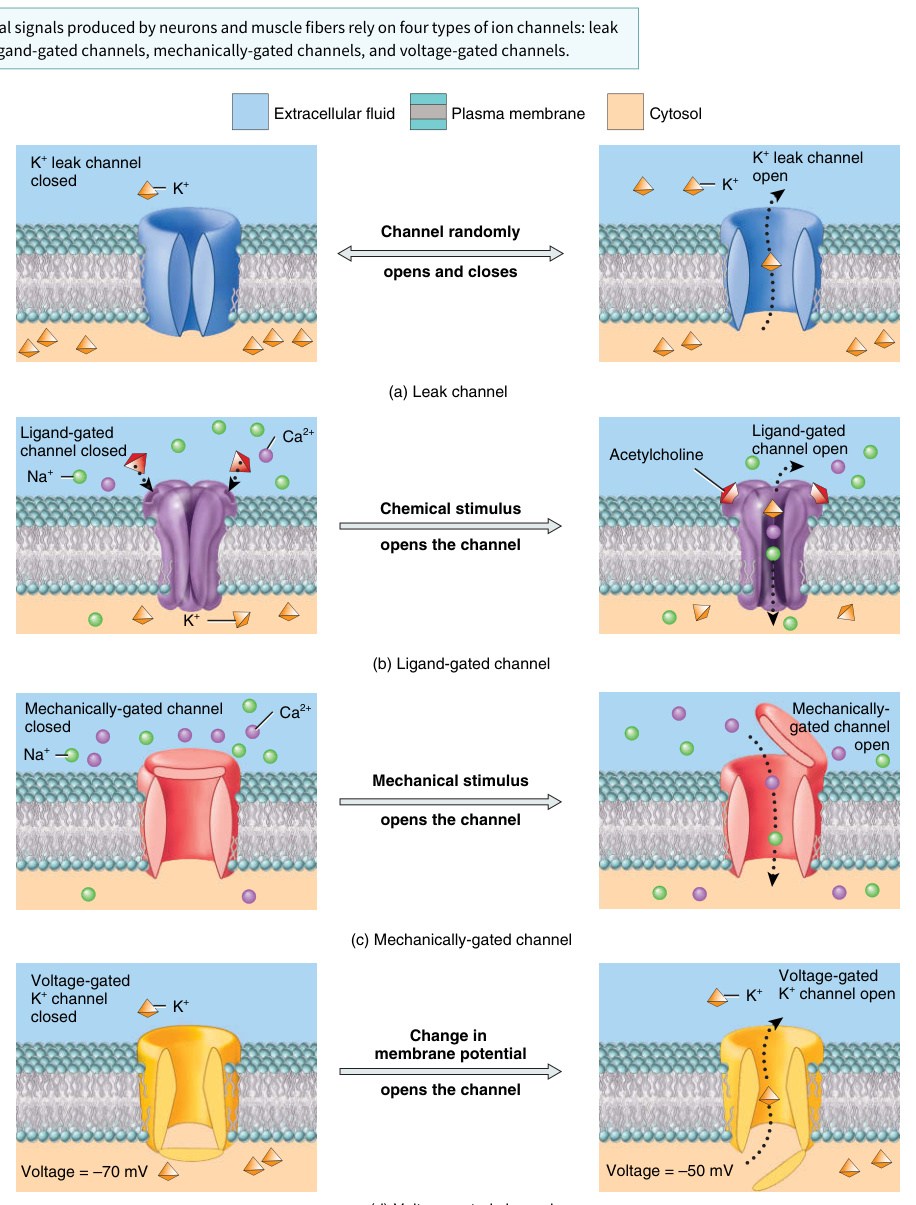 al signals produced by neurons and muscle fibers rely on four types of ion channels: leak
gand-gated channels, mechanically-gated channels, and voltage-gated channels.
Extracellular fluid
Plasma membrane
Cytosol
K⁺ leak channel
closed
K⁺
Channel randomly
opens and closes
K⁺ leak channel
open
K⁺
(a) Leak channel
Ligand-gated
channel closed
Ca²⁺
Na⁺
K⁺
Chemical stimulus
opens the channel
Ligand-gated
channel open
Acetylcholine
(b) Ligand-gated channel
Mechanically-gated channel
closed
Ca²⁺
Na⁺
Mechanical stimulus
opens the channel
Mechanically-
gated channel
open
(c) Mechanically-gated channel
Voltage-gated
K⁺ channel
closed
K⁺
Voltage = –70 mV
Change in
membrane potential
opens the channel
Voltage-gated
K⁺ channel open
K⁺
Voltage = –50 mV